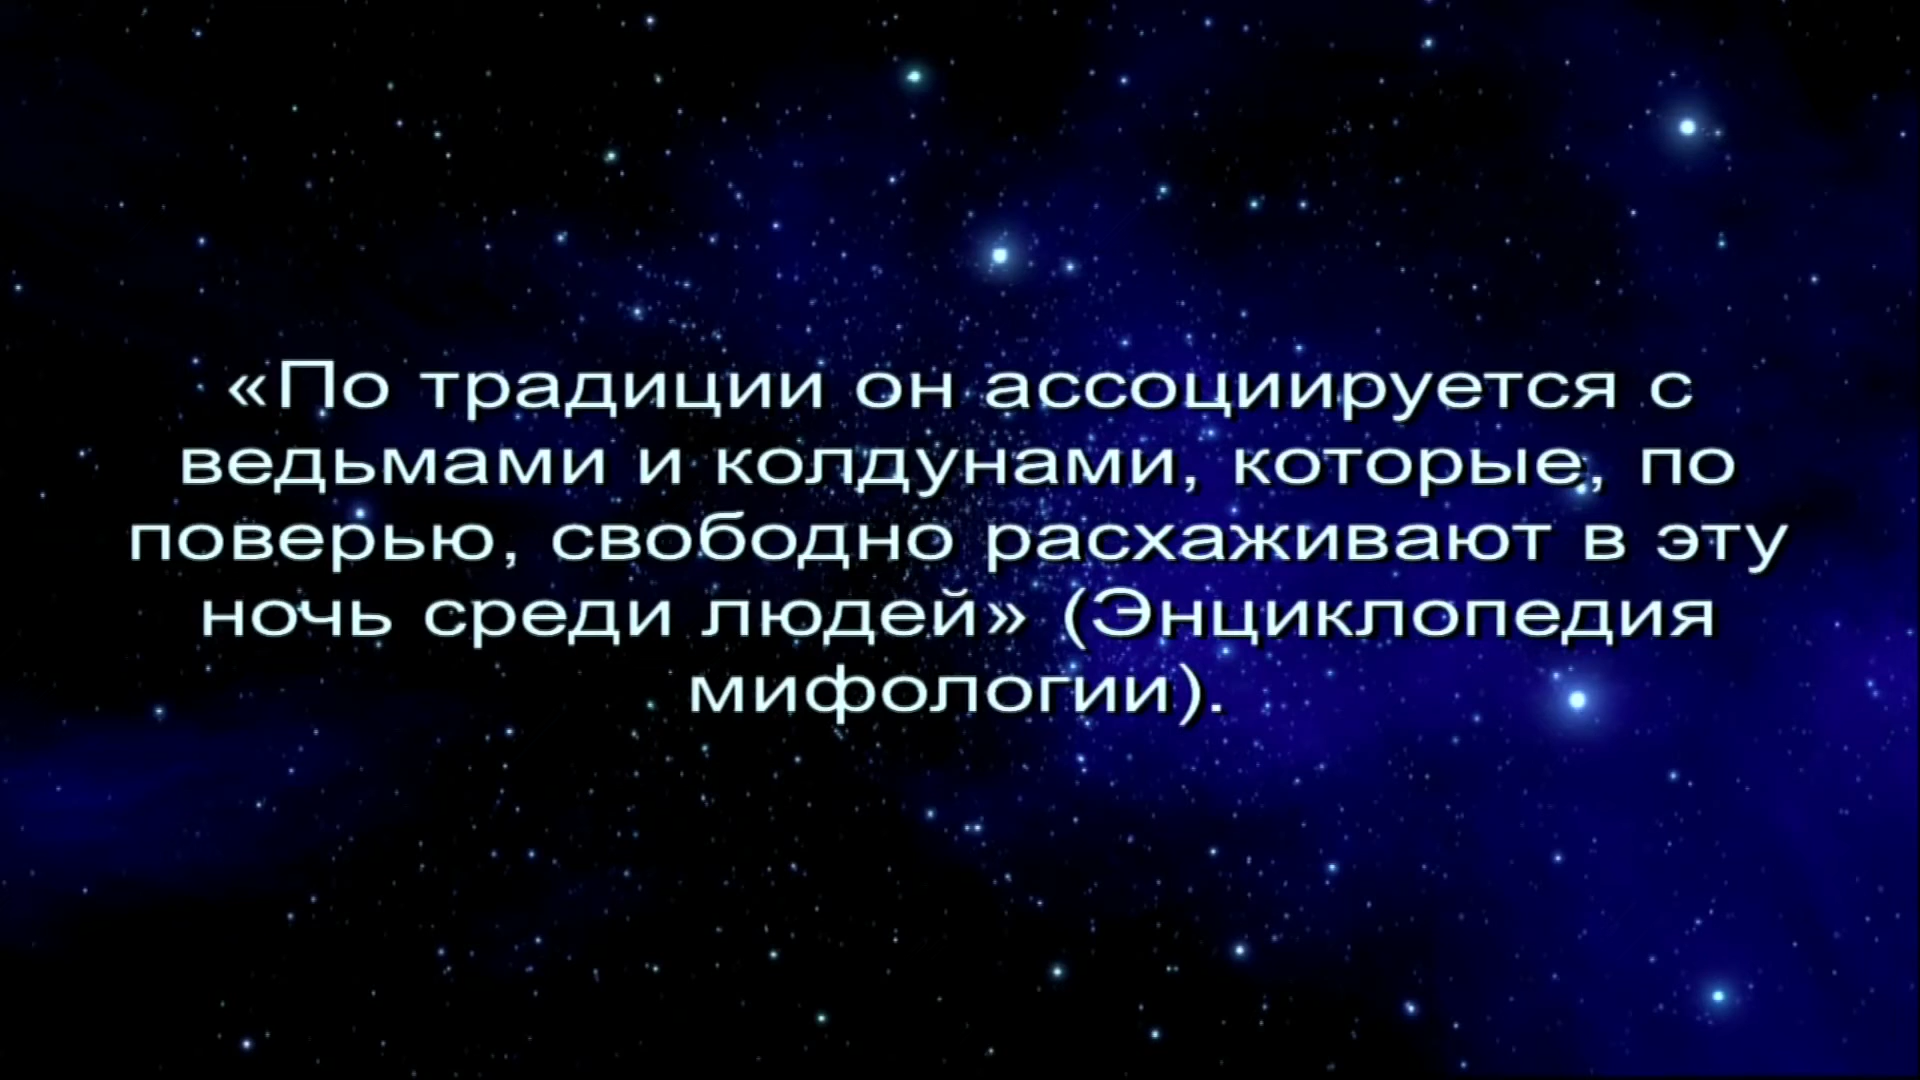 «По традиции он ассоциируется с
ведьмами и колдунами, которые, по
поверью, свободно расхаживают в эту
ночь среди людей» (Энциклопедия
мифологии).